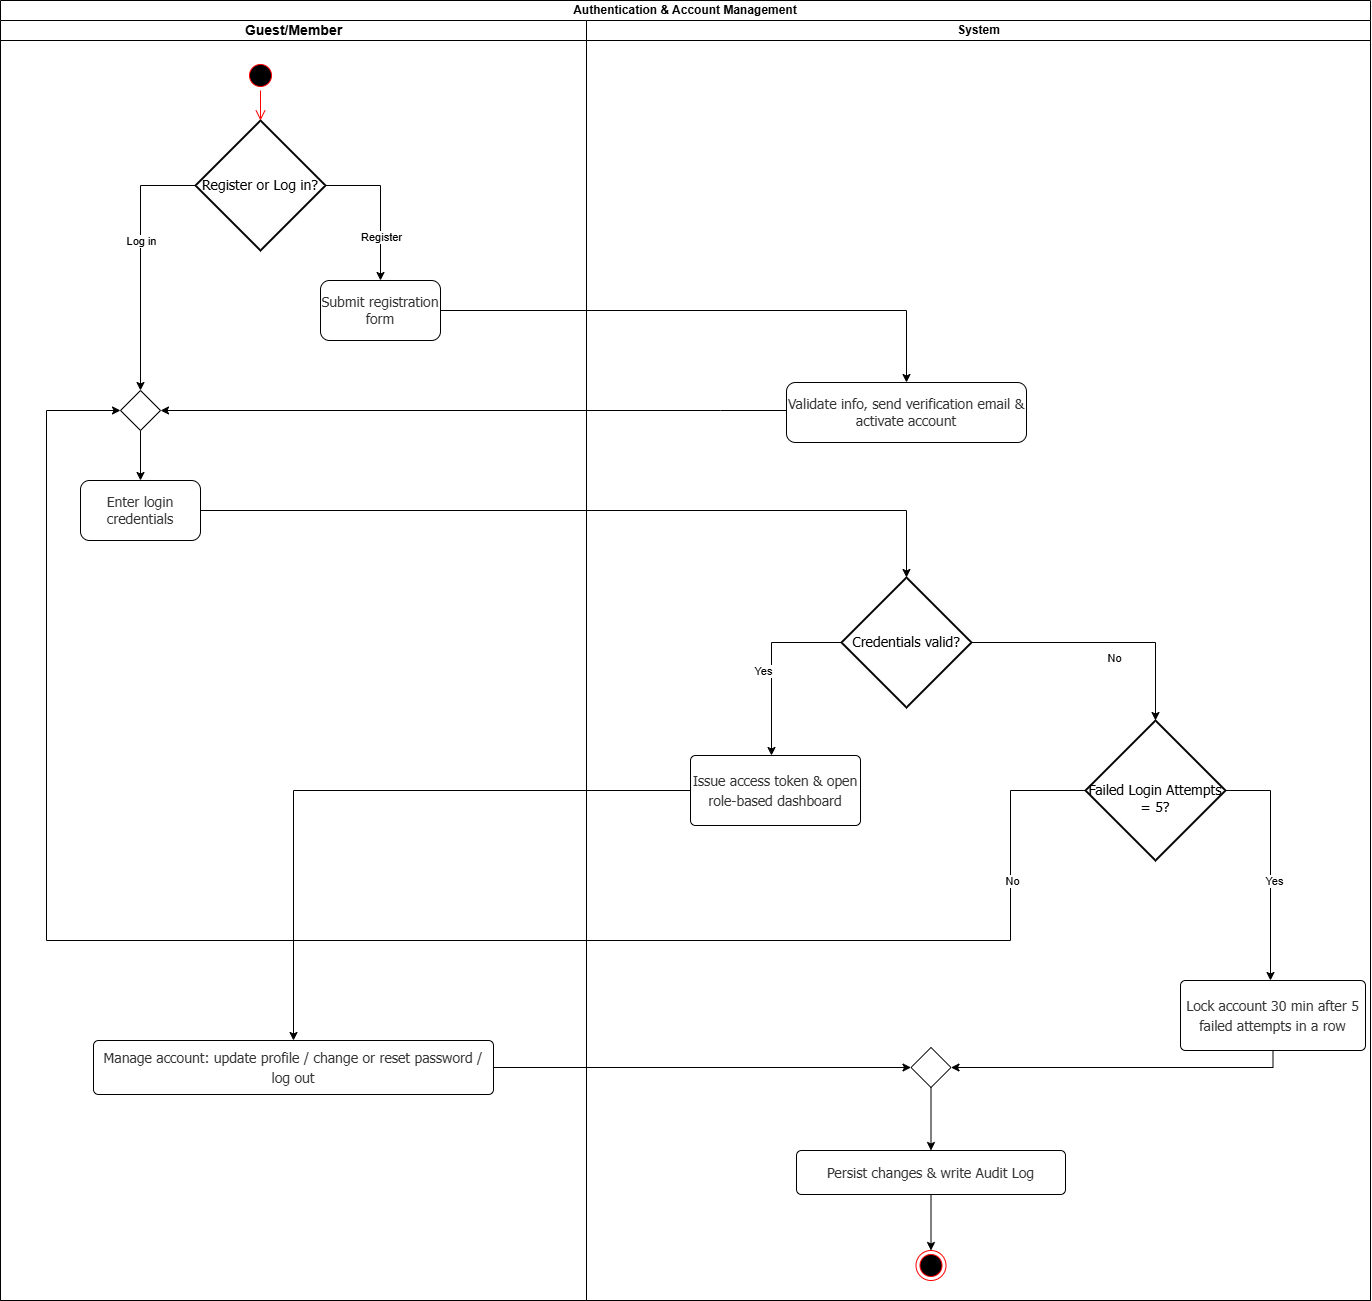 Authentication & Account Management
Guest/Member
System
Register or Log in?
Log in
Register
Submit registration
form
Validate info, send verification email &
activate account
Enter login
credentials
Credentials valid?
Yes
No
Issue access token & open
role-based dashboard
Failed Login Attempts
= 5?
No
Yes
Lock account 30 min after 5
failed attempts in a row
Manage account: update profile / change or reset password /
log out
Persist changes & write Audit Log